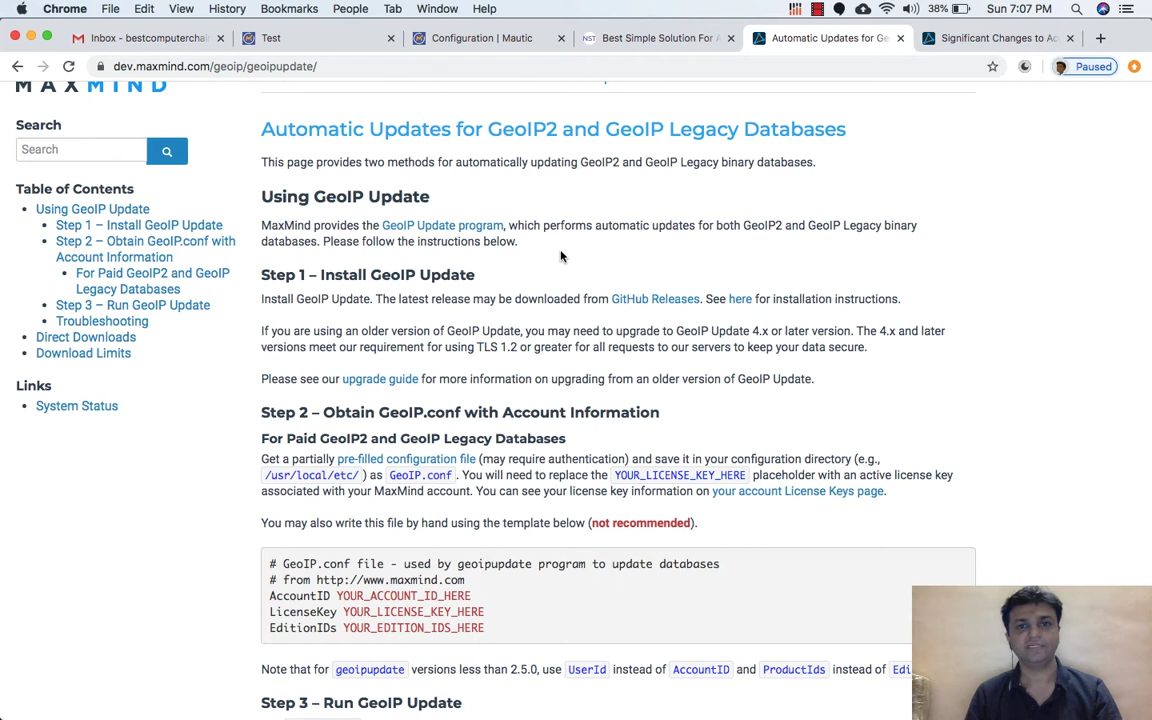 Chrome File Edit View History Bookmarks People Tab Window Help 38% Sun 7:07 PM
Inbox - bestcomputerchai × Test × Configuration | Mautic × Best Simple Solution For A × Automatic Updates for Ge × Significant Changes to Ac × +
dev.maxmind.com/geoip/geoipupdate/ Paused
MAXMIND
Search
Search
Table of Contents
Using GeoIP Update
Step 1 – Install GeoIP Update
Step 2 – Obtain GeoIP.conf with
Account Information
For Paid GeoIP2 and GeoIP
Legacy Databases
Step 3 – Run GeoIP Update
Troubleshooting
Direct Downloads
Download Limits
Links
System Status
Automatic Updates for GeoIP2 and GeoIP Legacy Databases
This page provides two methods for automatically updating GeoIP2 and GeoIP Legacy binary databases.
Using GeoIP Update
MaxMind provides the GeoIP Update program, which performs automatic updates for both GeoIP2 and GeoIP Legacy binary
databases. Please follow the instructions below.
Step 1 – Install GeoIP Update
Install GeoIP Update. The latest release may be downloaded from GitHub Releases. See here for installation instructions.
If you are using an older version of GeoIP Update, you may need to upgrade to GeoIP Update 4.x or later version. The 4.x and later
versions meet our requirement for using TLS 1.2 or greater for all requests to our servers to keep your data secure.
Please see our upgrade guide for more information on upgrading from an older version of GeoIP Update.
Step 2 – Obtain GeoIP.conf with Account Information
For Paid GeoIP2 and GeoIP Legacy Databases
Get a partially pre-filled configuration file (may require authentication) and save it in your configuration directory (e.g.,
/usr/local/etc/ ) as GeoIP.conf . You will need to replace the YOUR_LICENSE_KEY_HERE placeholder with an active license key
associated with your MaxMind account. You can see your license key information on your account License Keys page.
You may also write this file by hand using the template below (not recommended).
# GeoIP.conf file - used by geoipupdate program to update databases
# from http://www.maxmind.com
AccountID YOUR_ACCOUNT_ID_HERE
LicenseKey YOUR_LICENSE_KEY_HERE
EditionIDs YOUR_EDITION_IDS_HERE
Note that for geoipupdate versions less than 2.5.0, use UserId instead of AccountID and ProductIds instead of Edi
Step 3 – Run GeoIP Update